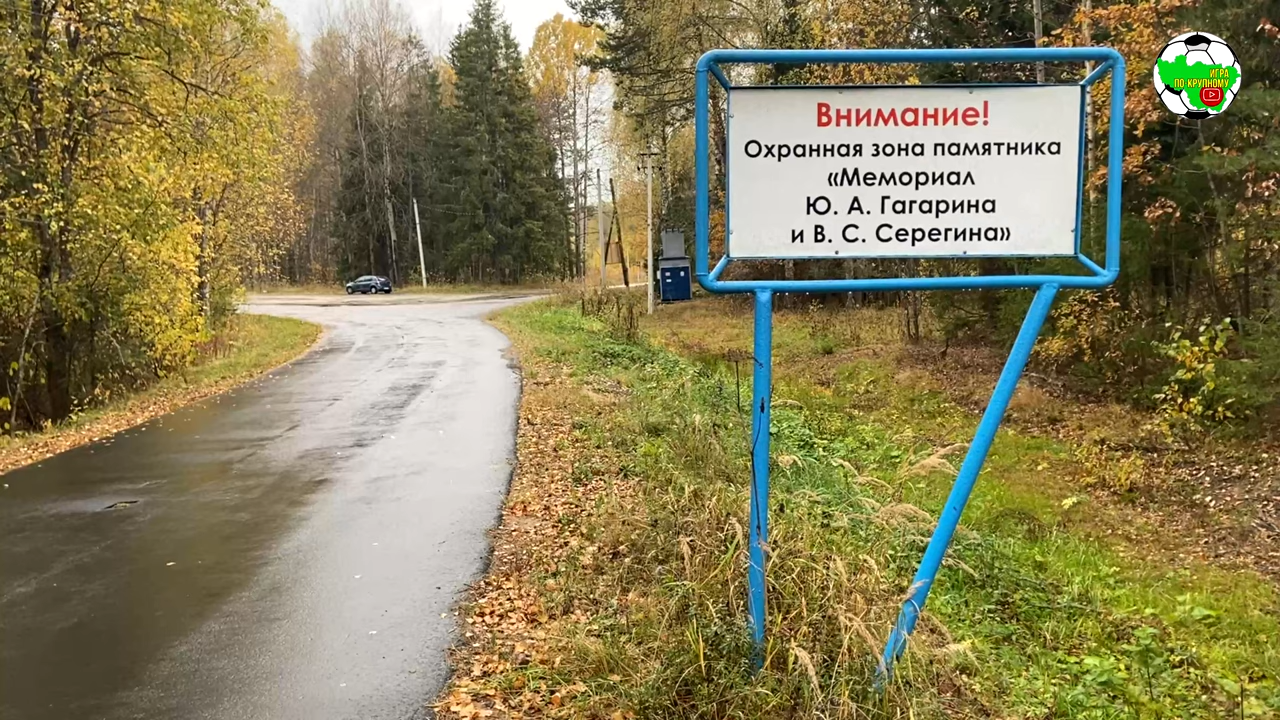 Внимание!
Охранная зона памятника
«Мемориал
Ю. А. Гагарина
и В. С. Серегина»
ИГРА
ПО КРУПНОМУ